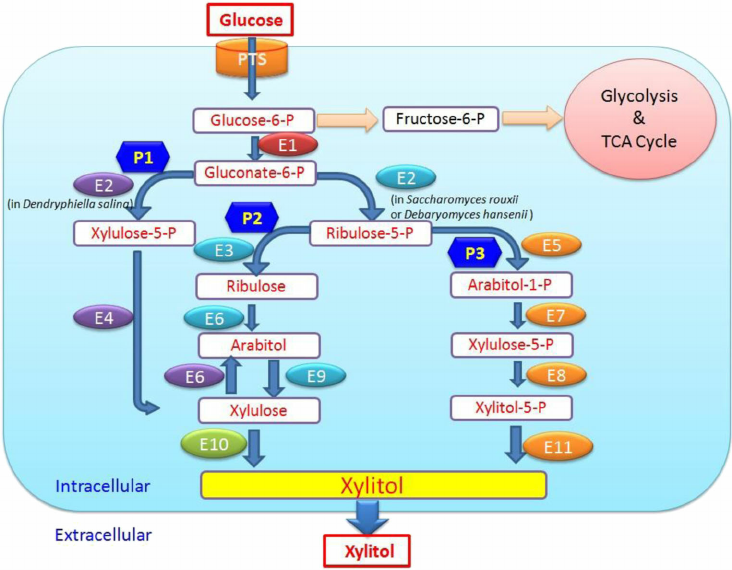 Glucose
PTS
Glucose-6-P
Fructose-6-P
Glycolysis
&
TCA Cycle
E1
P1
Gluconate-6-P
E2
(in Dendryphiella salina)
E2
(in Saccharomyces rouxii
or Debaryomyces hansenii)
Xylulose-5-P
P2
E3
Ribulose-5-P
P3
E5
Ribulose
Arabitol-1-P
E4
E6
E7
Arabitol
Xylulose-5-P
E6
E9
E8
Xylulose
Xylitol-5-P
E10
E11
Intracellular
Xylitol
Extracellular
Xylitol